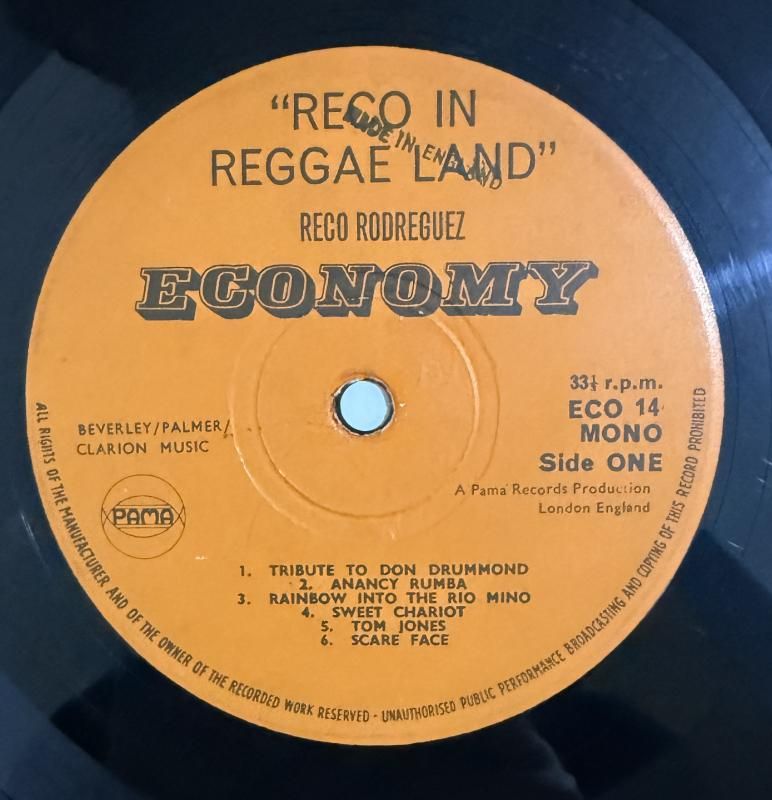 "RECO IN
REGGAE LAND"
MADE IN ENGLAND
RECO RODREGUEZ
ECONOMY
33⅓ r.p.m.
ECO 14
MONO
Side ONE
BEVERLEY/PALMER/
CLARION MUSIC
A Pama Records Production
London England
PAMA
1. TRIBUTE TO DON DRUMMOND
2. ANANCY RUMBA
3. RAINBOW INTO THE RIO MINO
4. SWEET CHARIOT
5. TOM JONES
6. SCARE FACE
ALL RIGHTS OF THE MANUFACTURER AND OF THE OWNER OF THE RECORDED WORK RESERVED - UNAUTHORISED PUBLIC PERFORMANCE BROADCASTING AND COPYING OF THIS RECORD PROHIBITED